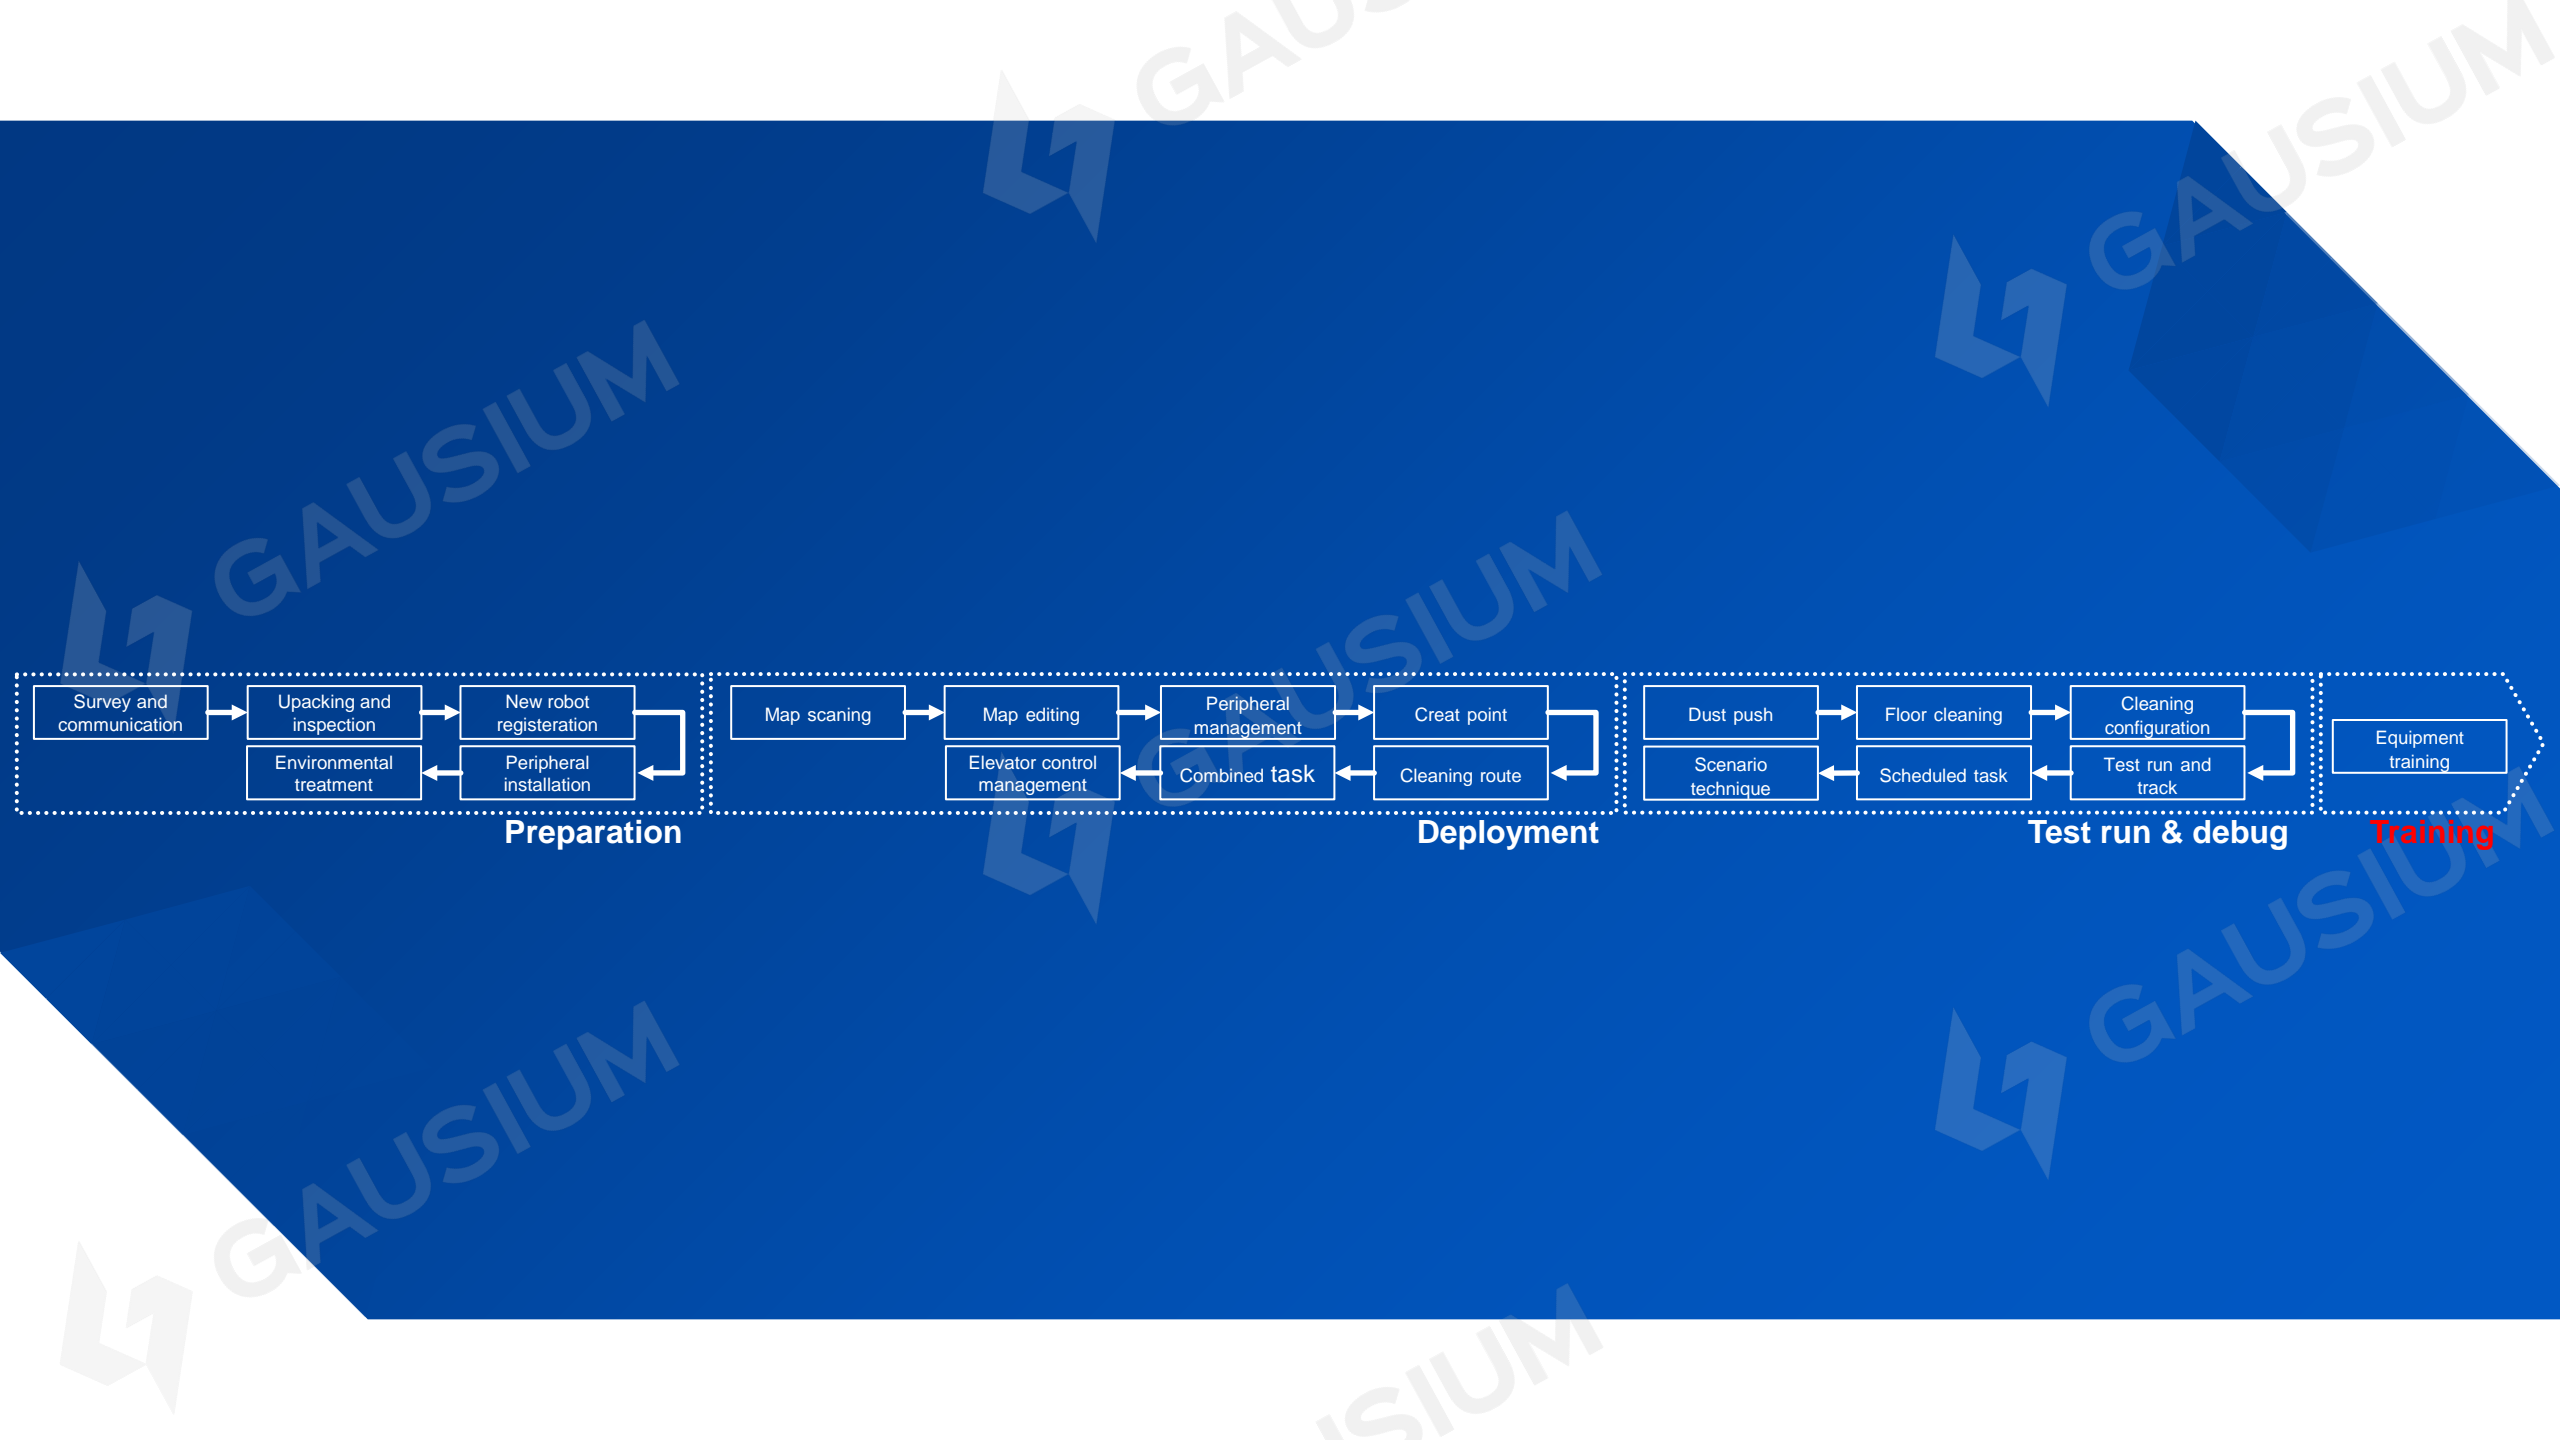 GAUSIUM
GAUSIUM
GAUSIUM
GAUSIUM
Survey and
communication
Upacking and
inspection
New robot
registeration
Peripheral
installation
Environmental
treatment
Preparation
Map scaning
Map editing
Peripheral
management
Creat point
Cleaning route
Combined task
Elevator control
management
Deployment
Dust push
Floor cleaning
Cleaning
configuration
Test run and
track
Scheduled task
Scenario
technique
Test run & debug
Equipment
training
Training
GAUSIUM
GAUSIUM